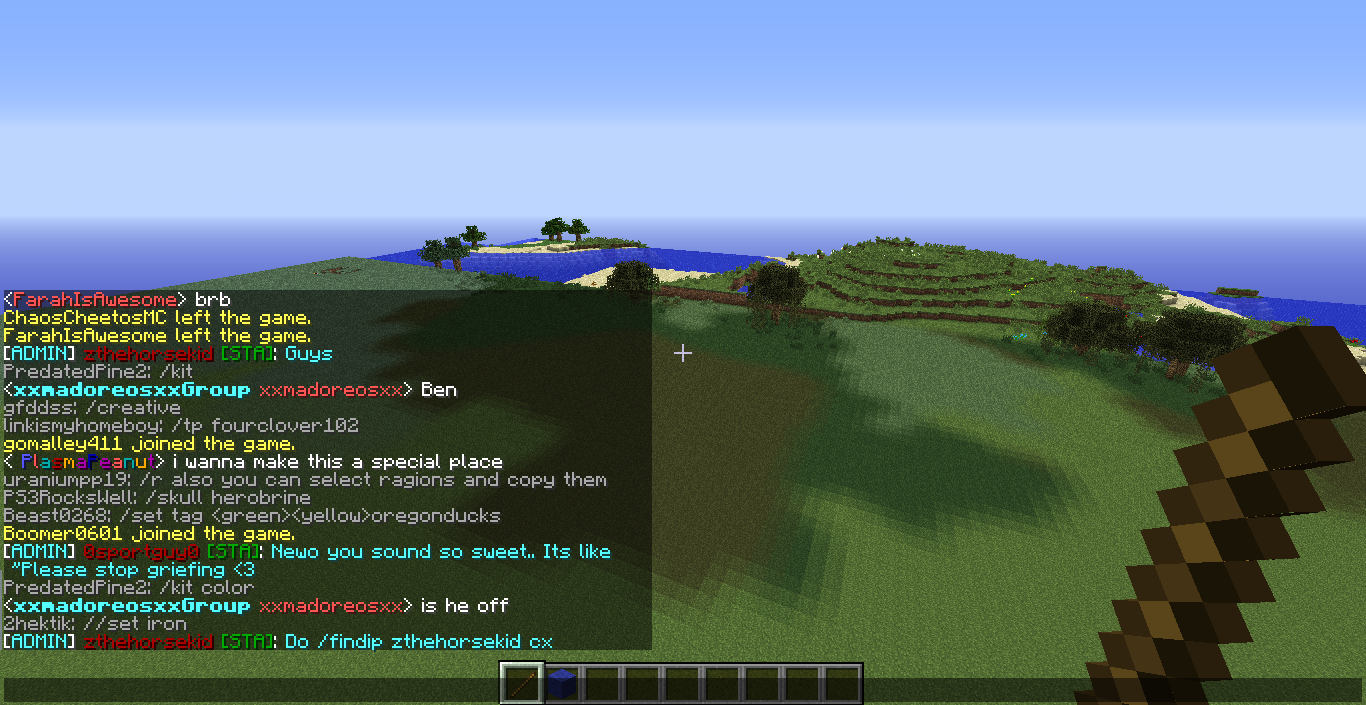 <FarahIsAwesome> brb
ChaosCheetosMC left the game.
FarahIsAwesome left the game.
[ADMIN] zthehorsekid [STA]: Guys
PredatedPine2: /kit
<xxmadoreosxxGroup xxmadoreosxx> Ben
gfddss: /creative
linkismyhomeboy: /tp fourclover102
gomalley411 joined the game.
< PlasmaPeanut> i wanna make this a special place
uraniumpp19: /r also you can select ragions and copy them
PS3RocksWell: /skull herobrine
Beast0268: /set tag <green><yellow>oregonducks
Boomer0601 joined the game.
[ADMIN] 0sportguy0 [STA]: Newo you sound so sweet.. Its like
"Please stop griefing <3
PredatedPine2: /kit color
<xxmadoreosxxGroup xxmadoreosxx> is he off
2hektik: //set iron
[ADMIN] zthehorsekid [STA]: Do /findip zthehorsekid cx